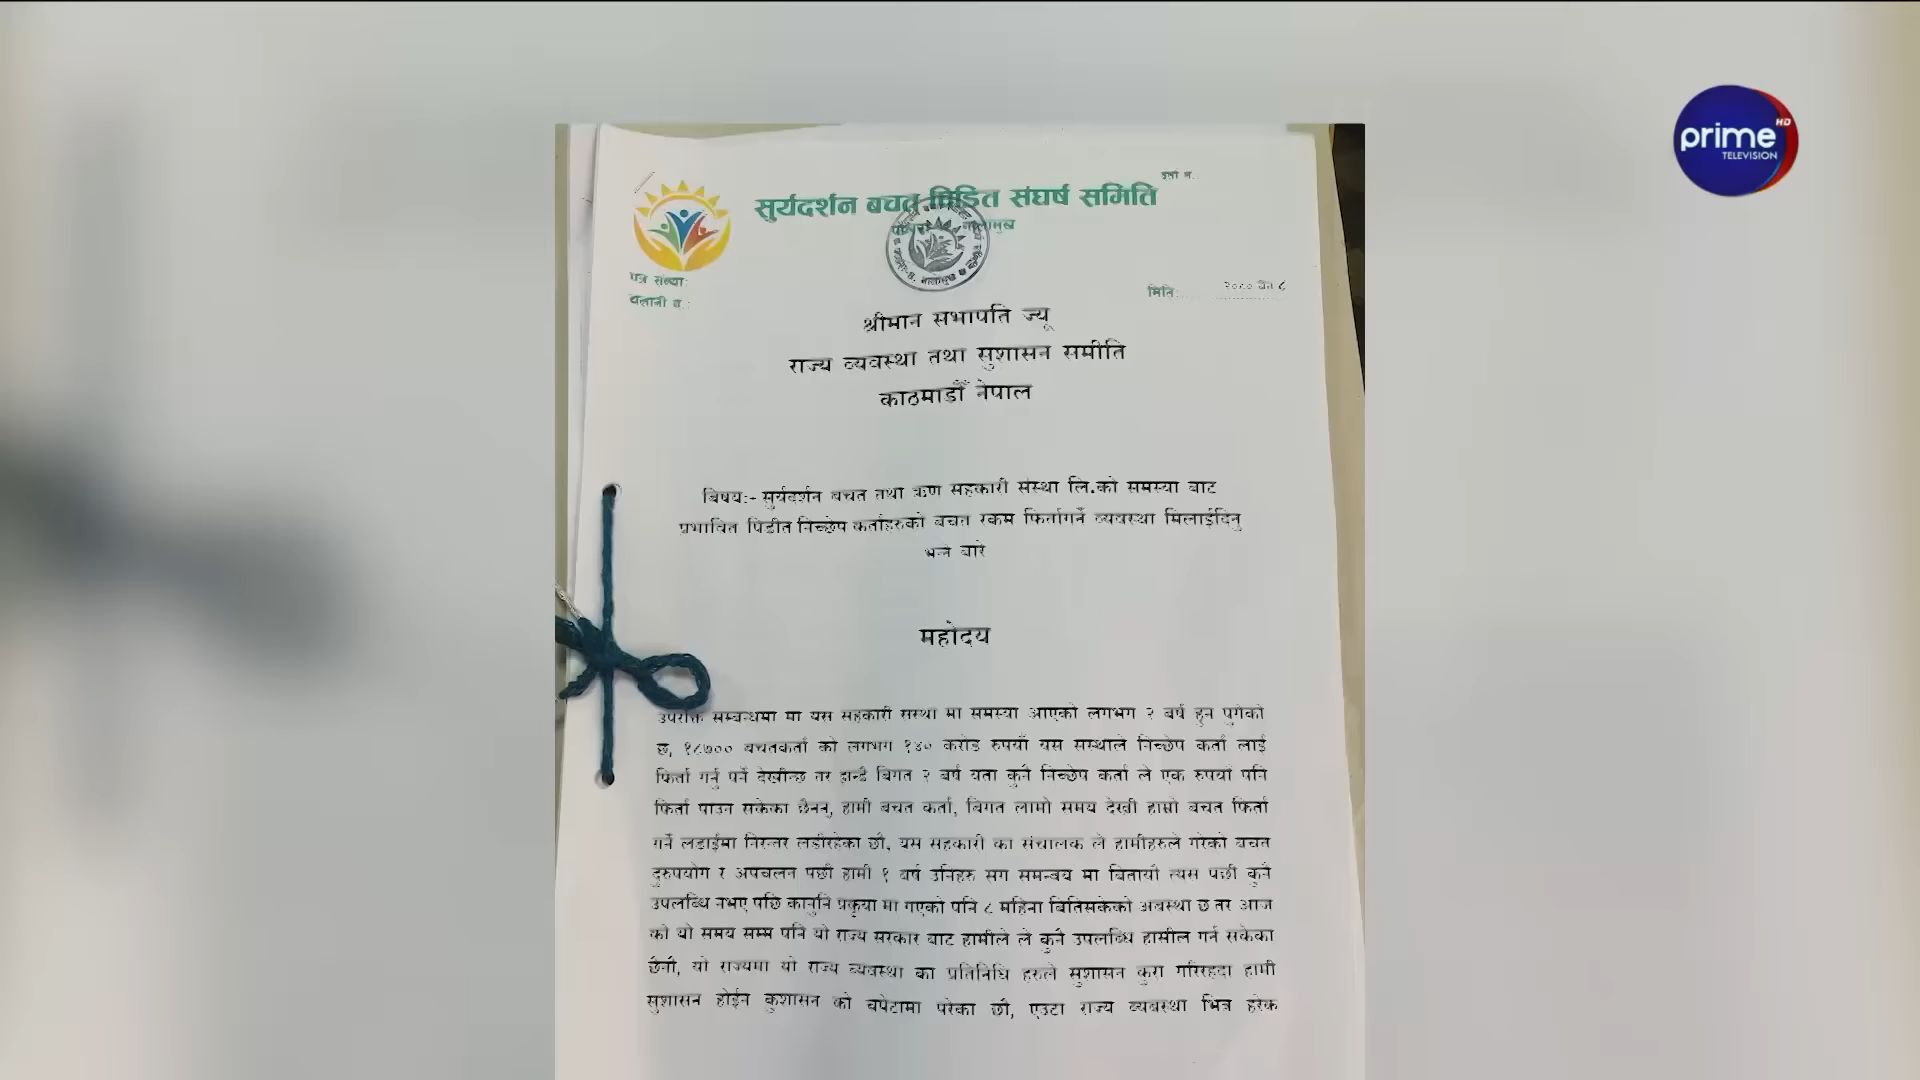 prime HD
TELEVISION
दर्ता नं.
सुर्यदर्शन बचत पिडित संघर्ष समिति
पत्र संख्या:
चलानी नं.:
मिति:
श्रीमान सभापति ज्यू
राज्य व्यवस्था तथा सुशासन समीति
काठमाडौँ नेपाल
बिषय:- सुर्यदर्शन बचत तथा ऋण सहकारी संस्था लि.को समस्या बाट
प्रभावित पिडीत निच्छेप कर्ताहरुको बचत रकम फिर्तागर्ने व्यवस्था मिलाईदिनु
भन्ने बारे
महोदय
उपरोक्त सम्बन्धमा मा यस सहकारी संस्था मा समस्या आएको लगभग २ बर्ष हुन पुगेको
छ, १८७०० बचतकर्ता को लगभग १४० करोड रुपयाँ यस संस्थाले निच्छेप कर्ता लाई
फिर्ता गर्नु पर्ने देखीन्छ तर झन्डै बिगत २ बर्ष यता कुनै निच्छेप कर्ता ले एक रुपयाँ पनि
फिर्ता पाउन सकेका छैनन्, हामी बचत कर्ता, बिगत लामो समय देखी हाम्रो बचत फिर्ता
गर्ने लडाईमा निरन्तर लडीरहेका छौ, यस सहकारी का संचालक ले हामीहरुले गरेको बचत
दुरुपयोग र अपचलन पछी हामी १ बर्ष उनिहरु सग समन्वय मा बितायौ त्यस पछी कुनै
उपलब्धि नभए पछि कानुनि प्रकृया मा गएको पनि ८ महिना बितिसकेको अबस्था छ तर आज
को यो समय सम्म पनि यो राज्य सरकार बाट हामीले ले कुनै उपलब्धि हासील गर्न सकेका
छैनौ, यो राज्यमा यो राज्य व्यवस्था का प्रतिनिधि हरुले सुशासन कुरा गरिरहदा हामी
सुशासन होईन कुशासन को चपेटामा परेका छौ, एउटा राज्य व्यबस्था भित्र हरेक